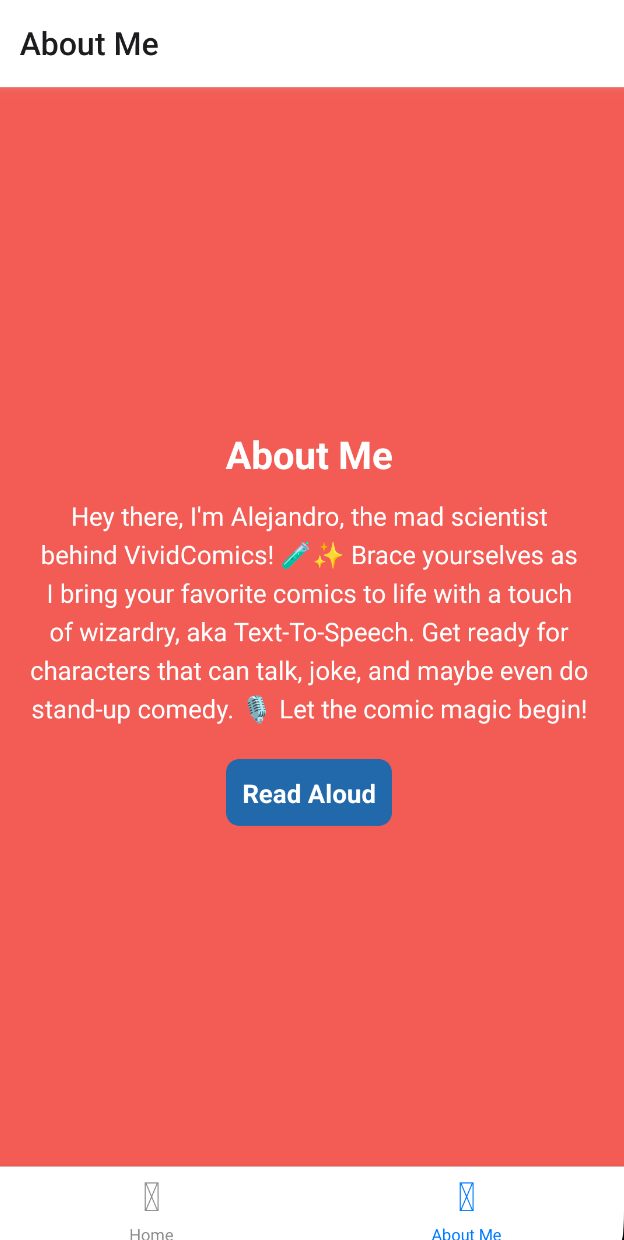 About Me
About Me
Hey there, I'm Alejandro, the mad scientist
behind VividComics! 🧪✨ Brace yourselves as
I bring your favorite comics to life with a touch
of wizardry, aka Text-To-Speech. Get ready for
characters that can talk, joke, and maybe even do
stand-up comedy. 🎙️ Let the comic magic begin!
Read Aloud
Home
About Me